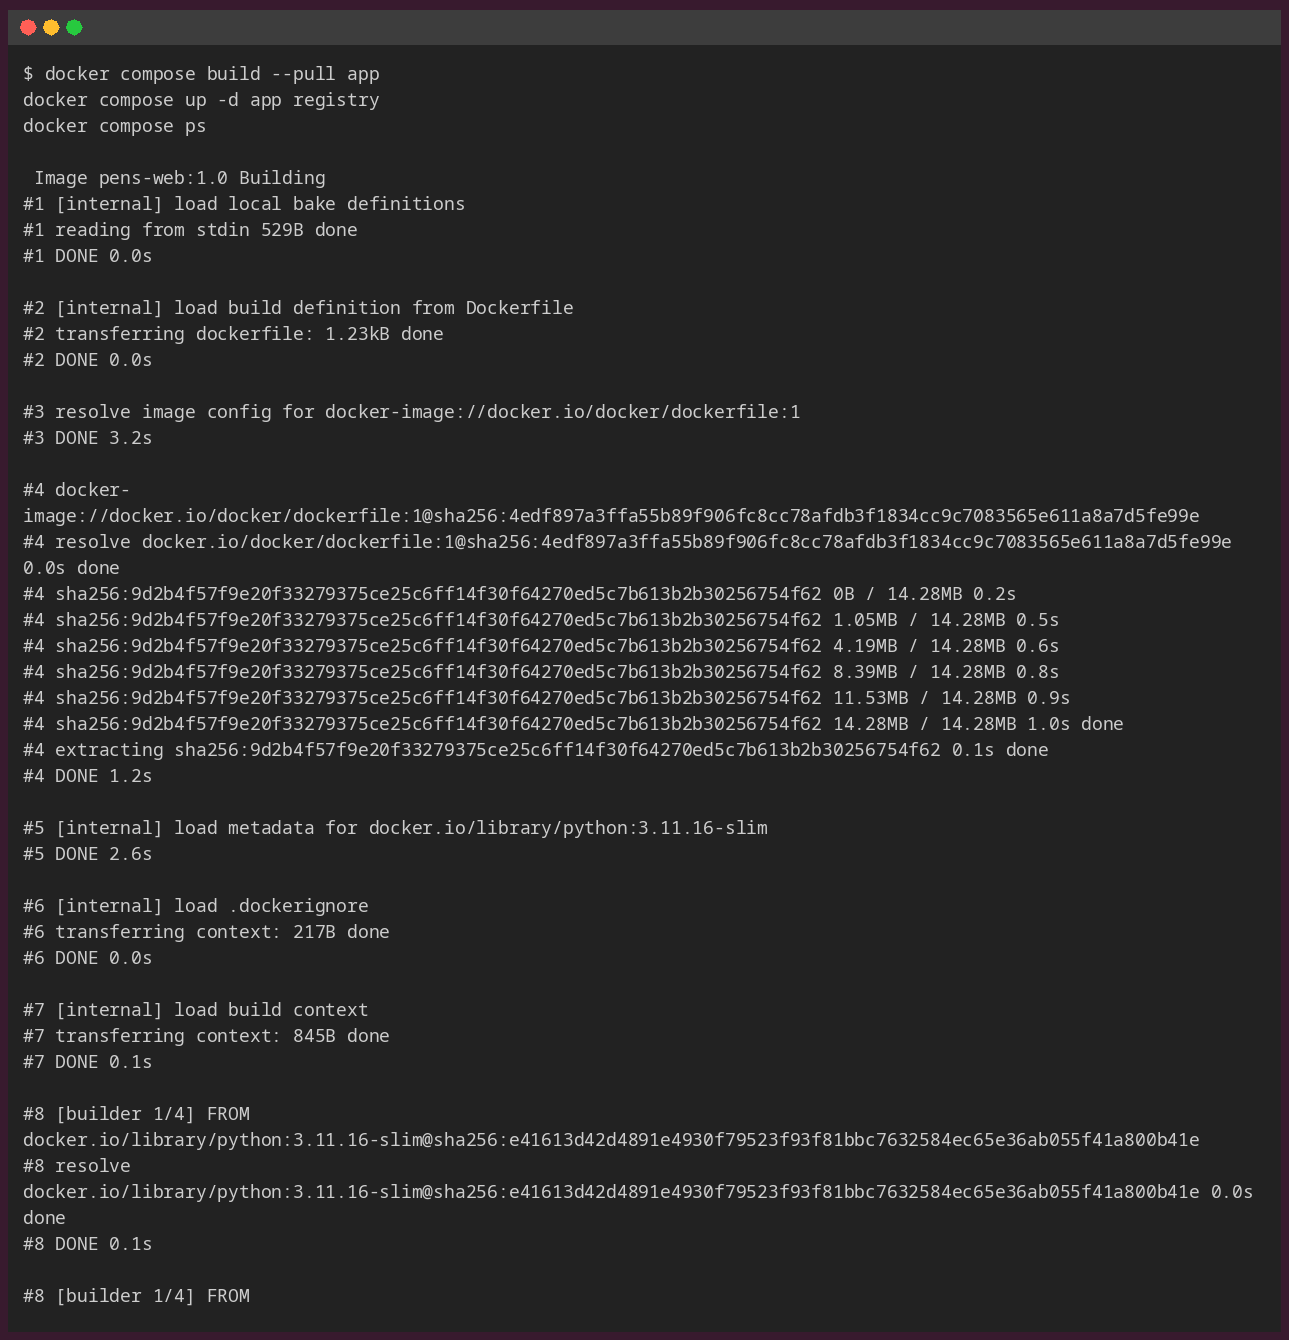 $ docker compose build --pull app
docker compose up -d app registry
docker compose ps
Image pens-web:1.0 Building
#1 [internal] load local bake definitions
#1 reading from stdin 529B done
#1 DONE 0.0s
#2 [internal] load build definition from Dockerfile
#2 transferring dockerfile: 1.23kB done
#2 DONE 0.0s
#3 resolve image config for docker-image://docker.io/docker/dockerfile:1
#3 DONE 3.2s
#4 docker-
image://docker.io/docker/dockerfile:1@sha256:4edf897a3ffa55b89f906fc8cc78afdb3f1834cc9c7083565e611a8a7d5fe99e
#4 resolve docker.io/docker/dockerfile:1@sha256:4edf897a3ffa55b89f906fc8cc78afdb3f1834cc9c7083565e611a8a7d5fe99e
0.0s done
#4 sha256:9d2b4f57f9e20f33279375ce25c6ff14f30f64270ed5c7b613b2b30256754f62 0B / 14.28MB 0.2s
#4 sha256:9d2b4f57f9e20f33279375ce25c6ff14f30f64270ed5c7b613b2b30256754f62 1.05MB / 14.28MB 0.5s
#4 sha256:9d2b4f57f9e20f33279375ce25c6ff14f30f64270ed5c7b613b2b30256754f62 4.19MB / 14.28MB 0.6s
#4 sha256:9d2b4f57f9e20f33279375ce25c6ff14f30f64270ed5c7b613b2b30256754f62 8.39MB / 14.28MB 0.8s
#4 sha256:9d2b4f57f9e20f33279375ce25c6ff14f30f64270ed5c7b613b2b30256754f62 11.53MB / 14.28MB 0.9s
#4 sha256:9d2b4f57f9e20f33279375ce25c6ff14f30f64270ed5c7b613b2b30256754f62 14.28MB / 14.28MB 1.0s done
#4 extracting sha256:9d2b4f57f9e20f33279375ce25c6ff14f30f64270ed5c7b613b2b30256754f62 0.1s done
#4 DONE 1.2s
#5 [internal] load metadata for docker.io/library/python:3.11.16-slim
#5 DONE 2.6s
#6 [internal] load .dockerignore
#6 transferring context: 217B done
#6 DONE 0.0s
#7 [internal] load build context
#7 transferring context: 845B done
#7 DONE 0.1s
#8 [builder 1/4] FROM
docker.io/library/python:3.11.16-slim@sha256:e41613d42d4891e4930f79523f93f81bbc7632584ec65e36ab055f41a800b41e
#8 resolve
docker.io/library/python:3.11.16-slim@sha256:e41613d42d4891e4930f79523f93f81bbc7632584ec65e36ab055f41a800b41e 0.0s
done
#8 DONE 0.1s
#8 [builder 1/4] FROM